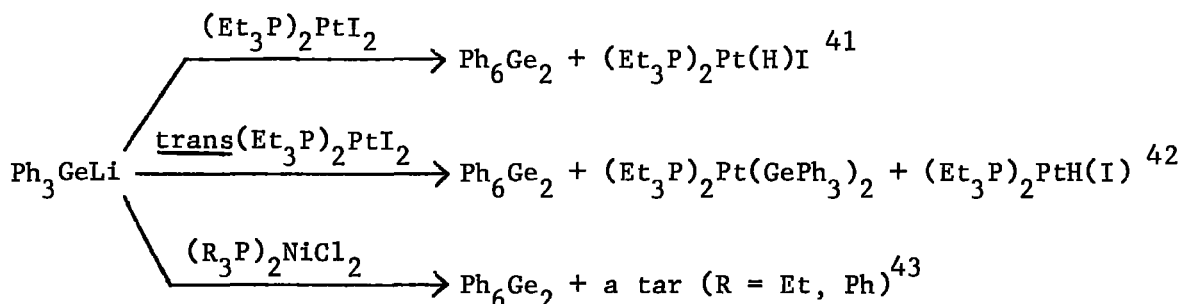 (Et3P)2PtI2
Ph6Ge2 + (Et3P)2Pt(H)I 41
trans(Et3P)2PtI2
Ph3GeLi
Ph6Ge2 + (Et3P)2Pt(GePh3)2 + (Et3P)2PtH(I) 42
(R3P)2NiCl2
Ph6Ge2 + a tar (R = Et, Ph)43